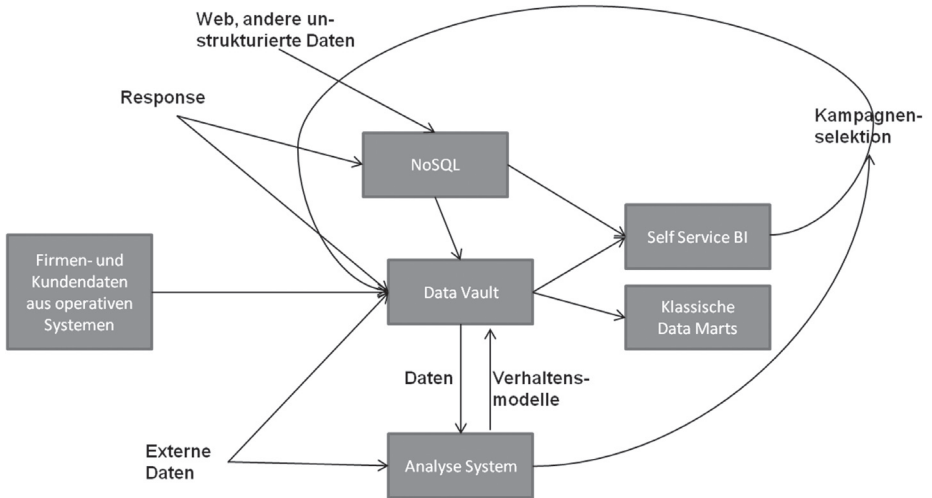 Web, andere un-
strukturierte Daten
Response
Kampagnen-
selektion
NoSQL
Self Service BI
Firmen- und
Kundendaten
aus operativen
Systemen
Data Vault
Klassische
Data Marts
Daten
Verhaltens-
modelle
Externe
Daten
Analyse System